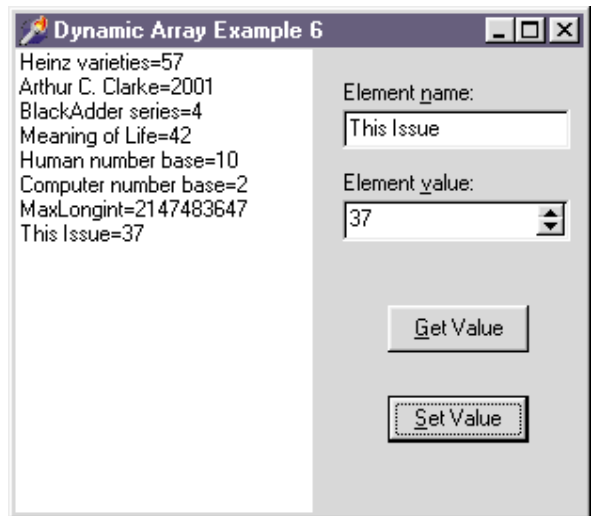 Dynamic Array Example 6
Heinz varieties=57
Arthur C. Clarke=2001
BlackAdder series=4
Meaning of Life=42
Human number base=10
Computer number base=2
MaxLongint=2147483647
This Issue=37
Element name:
This Issue
Element value:
37
Get Value
Set Value